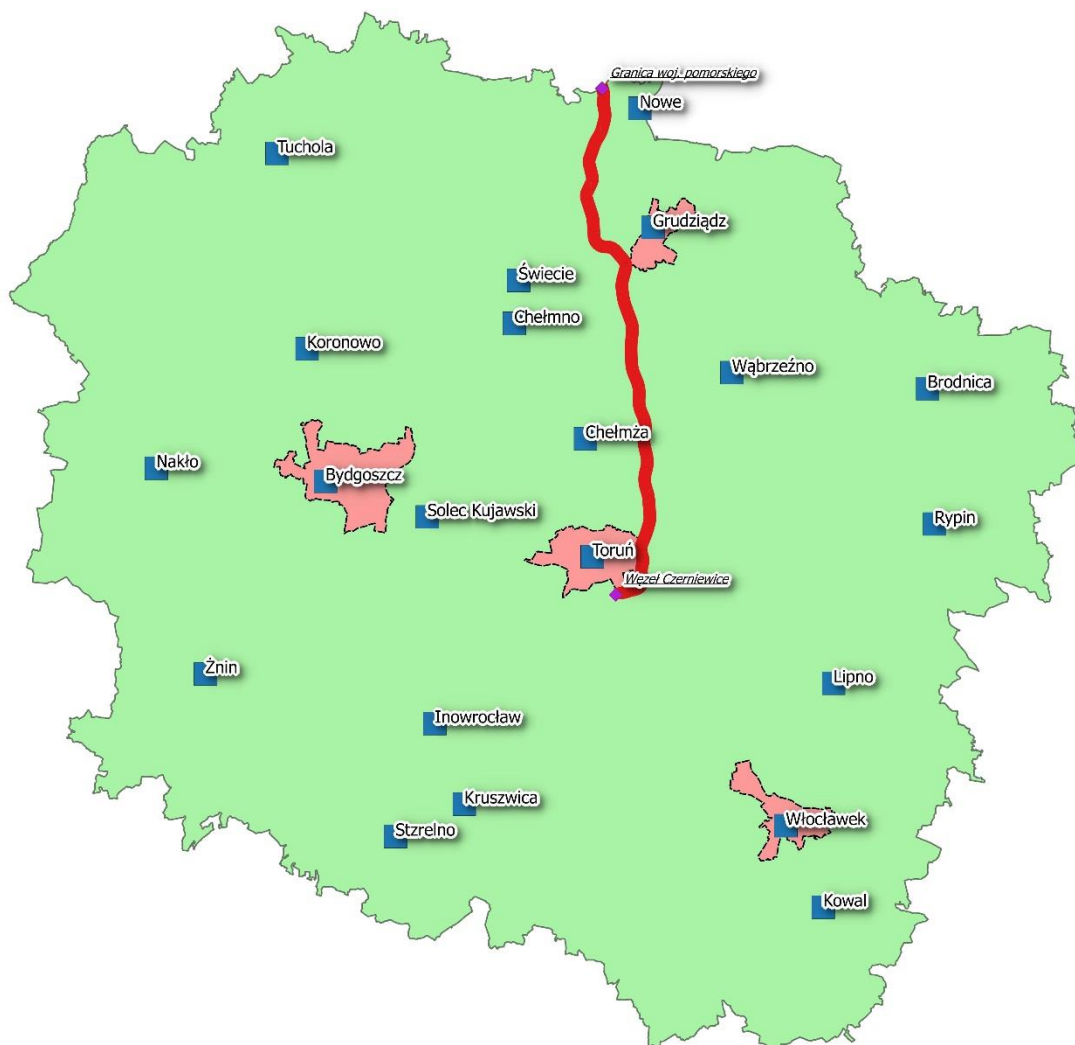 Granica woj. pomorskiego
Nowe
Tuchola
Grudziądz
Świecie
Chełmno
Koronowo
Wąbrzeźno
Brodnica
Chełmża
Nakło
Bydgoszcz
Solec Kujawski
Rypin
Toruń
Węzeł Czerniewice
Żnin
Lipno
Inowrocław
Kruszwica
Stzrelno
Włocławek
Kowal